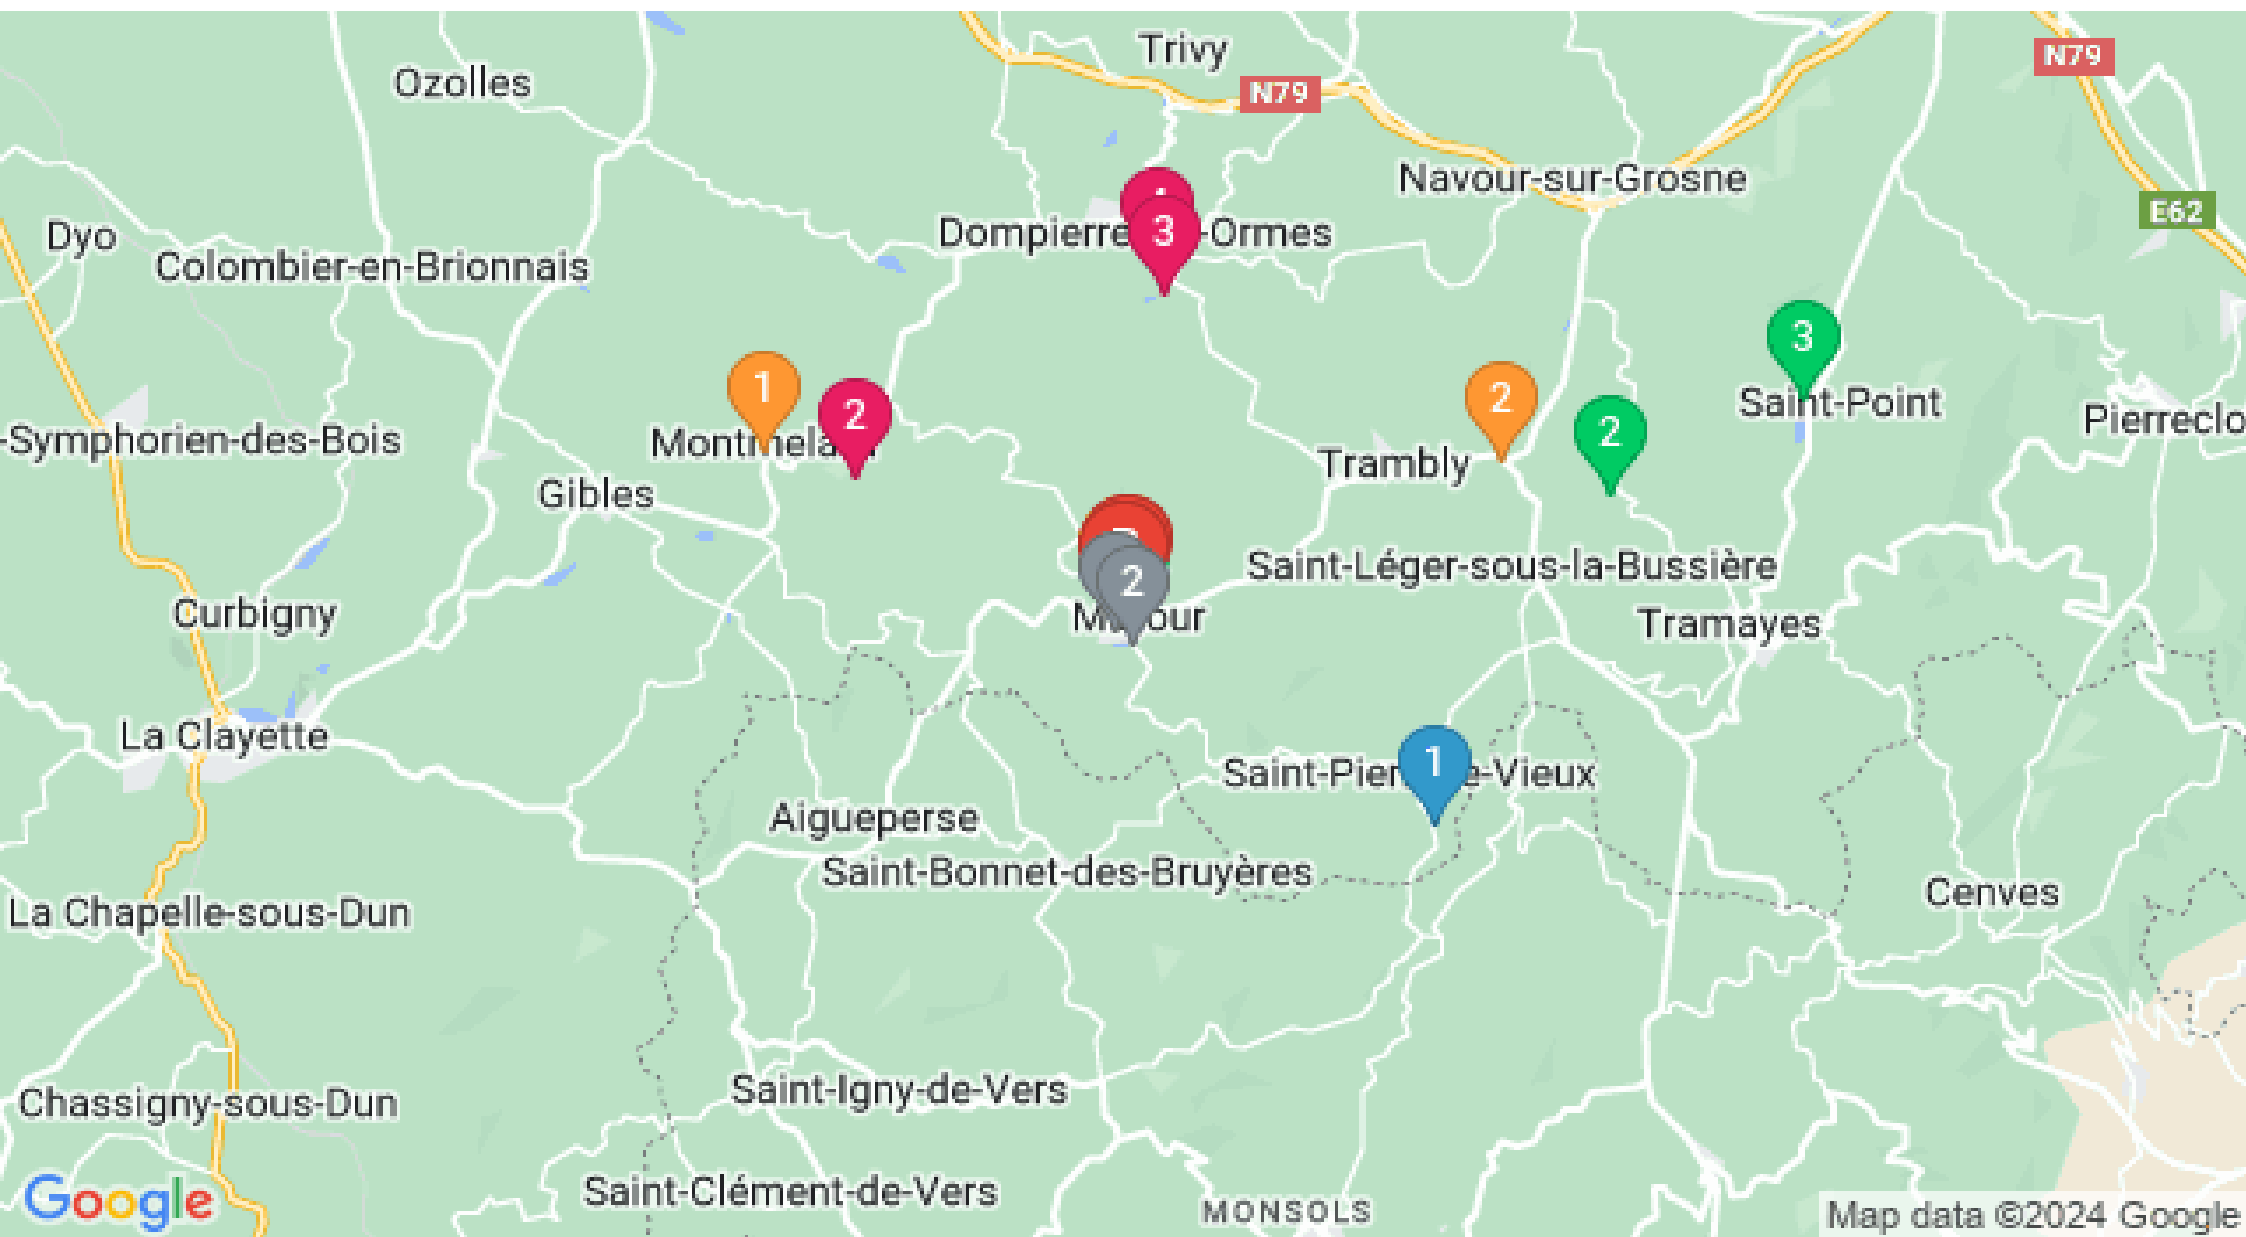 Trivy
N79
Ozolles
N79
Navour-sur-Grosne
E62
3
Dompierre -Ormes
Dyo
Colombier-en-Brionnais
3
1
2
2
2
Saint-Point
Pierreclo
-Symphorien-des-Bois
Trambly
Gibles
Saint-Léger-sous-la-Bussière
2
Curbigny
Tramayes
La Clayette
1
Aigueperse
Saint-Bonnet-des-Bruyères
Cenves
La Chapelle-sous-Dun
Saint-Igny-de-Vers
Chassigny-sous-Dun
Saint-Clément-de-Vers
MONSOLS
Google
Map data ©2024 Google